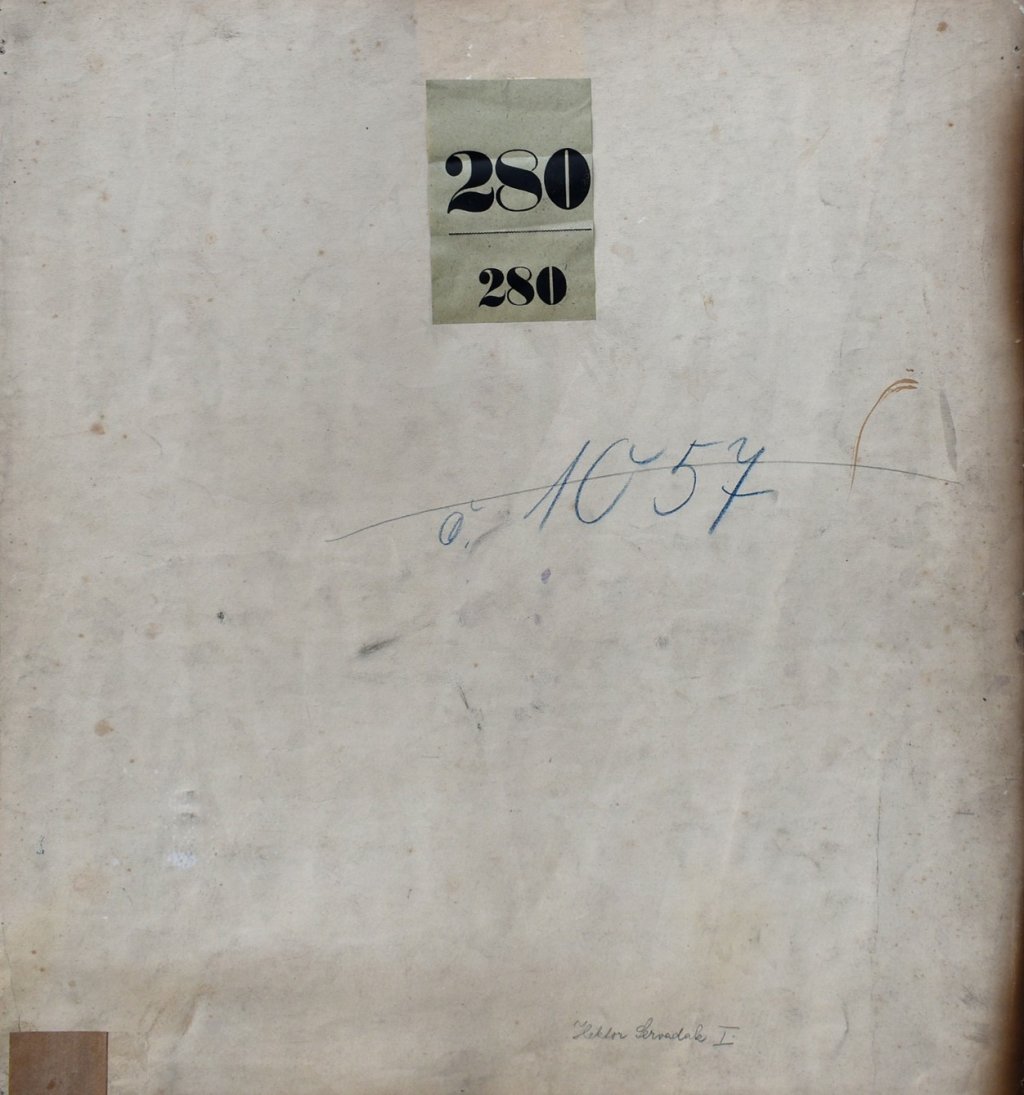 280
280
č. 1057
Hektor Servadak I.